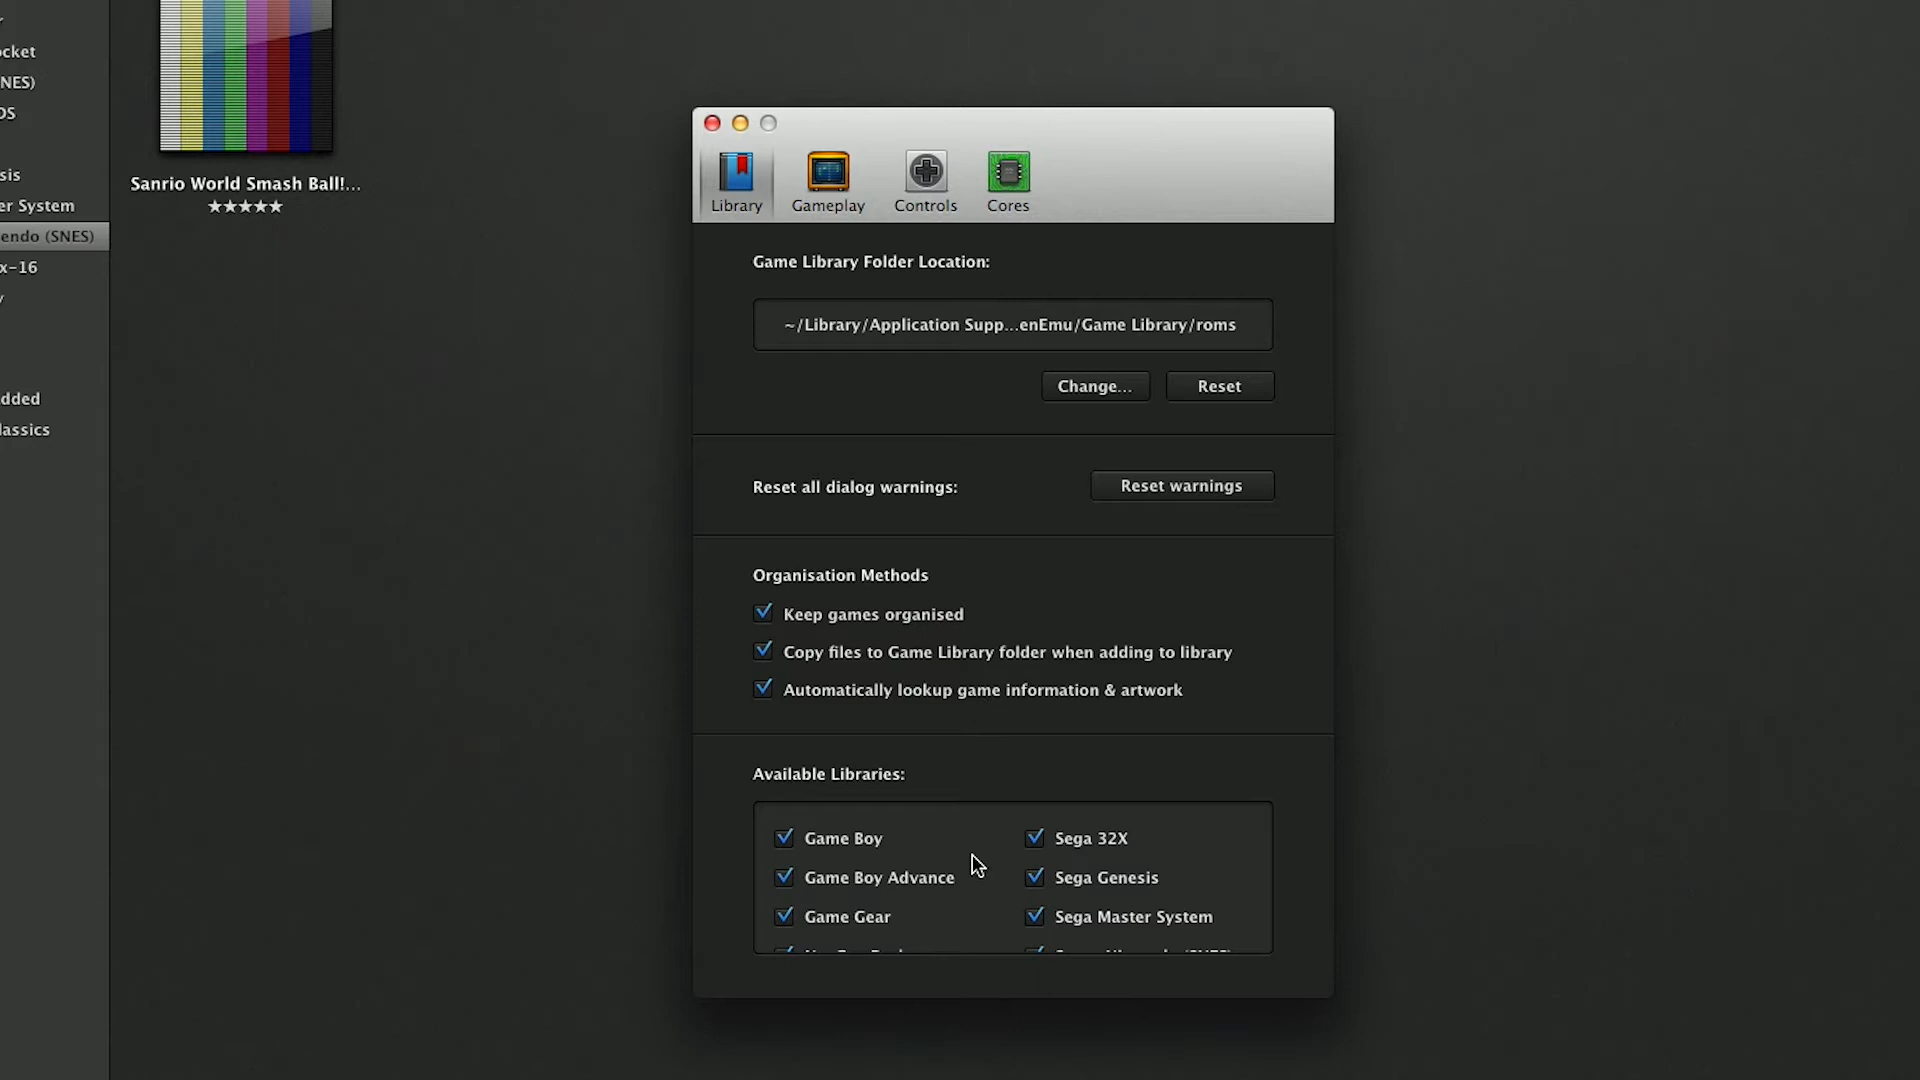 ocket
NES)
DS
sis
er System
endo (SNES)
x-16
dded
lassics
Sanrio World Smash Ball!...
★★★★★
Library
Gameplay
Controls
Cores
Game Library Folder Location:
~/Library/Application Supp...enEmu/Game Library/roms
Change...
Reset
Reset all dialog warnings:
Reset warnings
Organisation Methods
Keep games organised
Copy files to Game Library folder when adding to library
Automatically lookup game information & artwork
Available Libraries:
Game Boy
Sega 32X
Game Boy Advance
Sega Genesis
Game Gear
Sega Master System